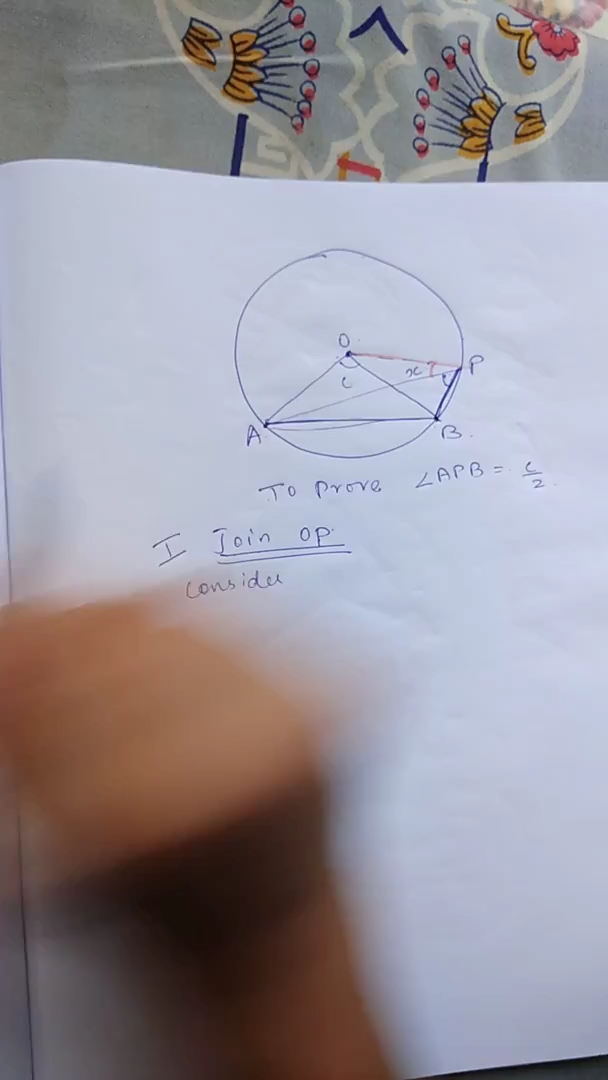 O
x
P
y
c
A
B
To prove ∠APB = c/2
I Join OP
consider